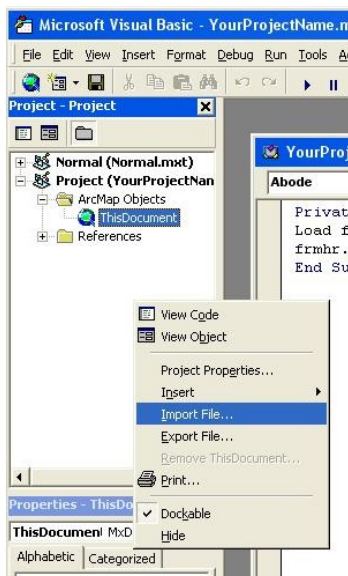 Microsoft Visual Basic - YourProjectName.m
File Edit View Insert Format Debug Run Tools A
Project - Project
Normal (Normal.mxt)
Project (YourProjectNan
ArcMap Objects
ThisDocument
References
YourProj
Abode
Privat
Load f
frmhr.
End Su
View Code
View Object
Project Properties...
Insert
Import File...
Export File...
Remove ThisDocument...
Print...
Dockable
Hide
Properties - ThisDo
ThisDocument MxD
Alphabetic Categorized